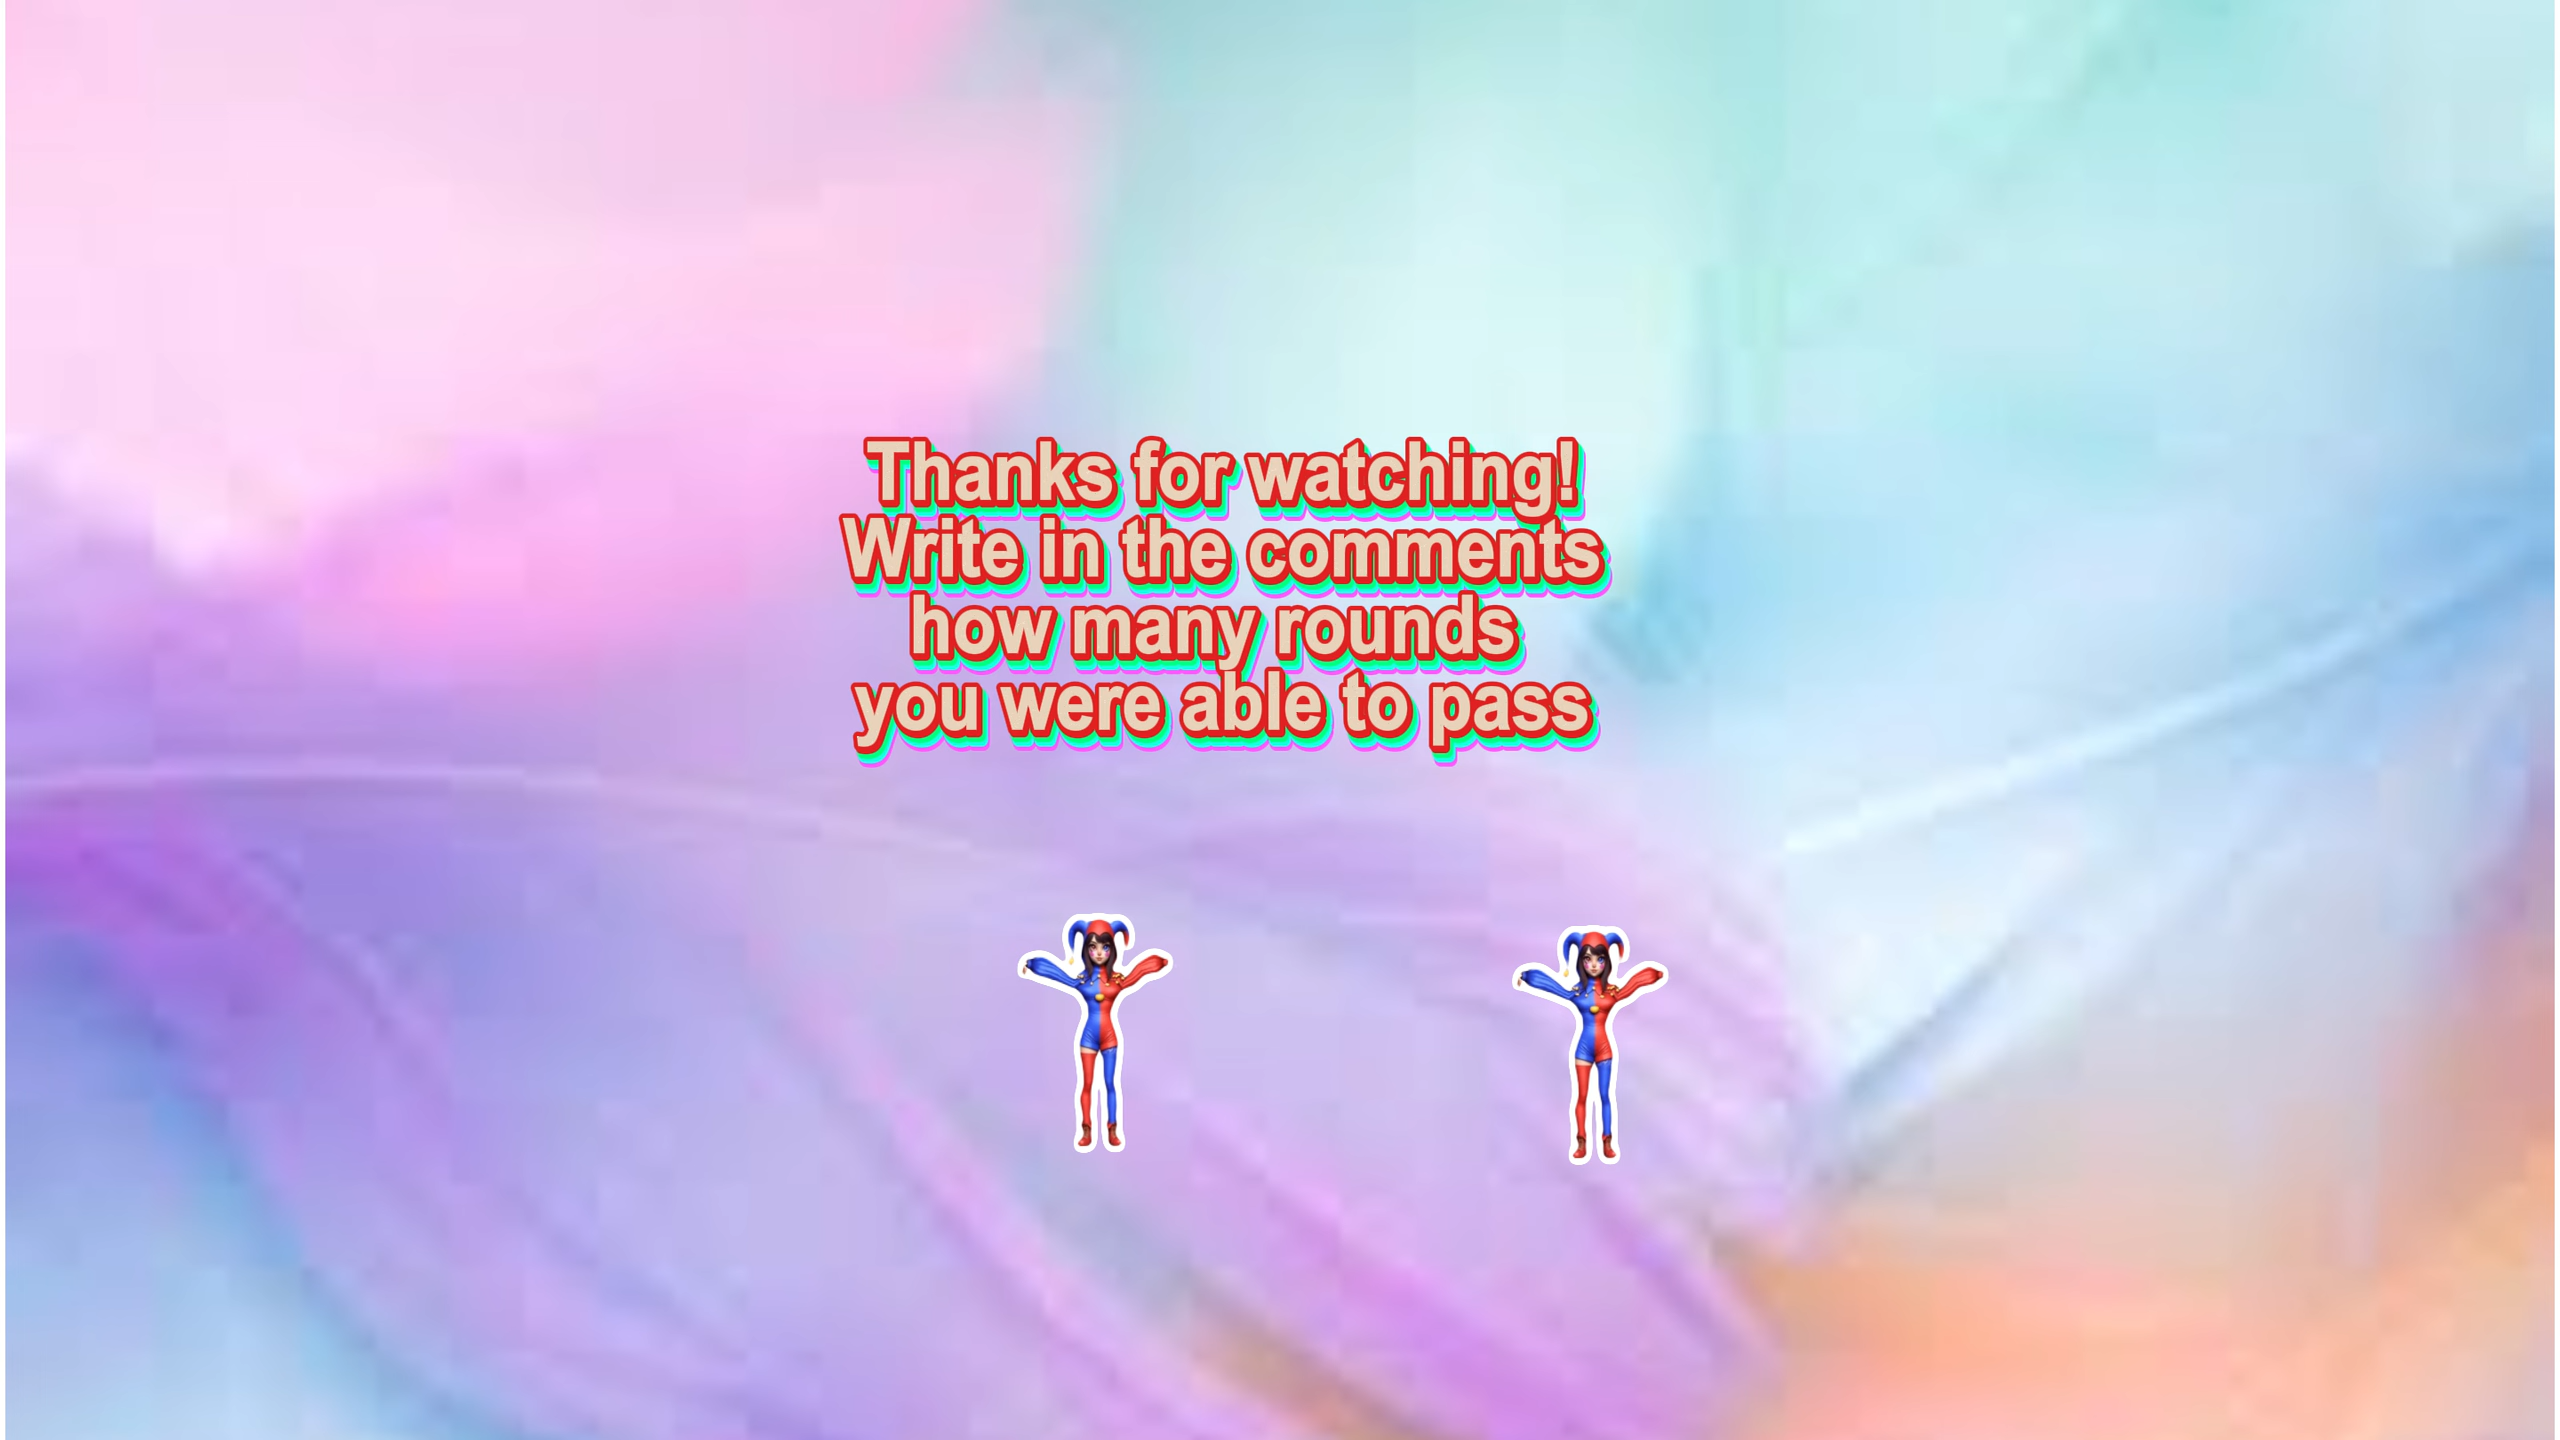 Thanks for watching!
Write in the comments
how many rounds
you were able to pass